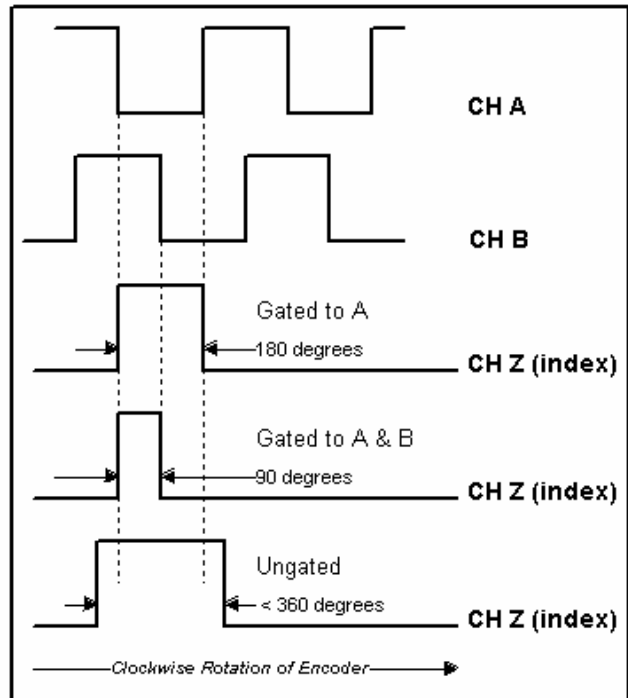 CH A
CH B
Gated to A
180 degrees
CH Z (index)
Gated to A & B
90 degrees
CH Z (index)
Ungated
< 360 degrees
CH Z (index)
Clockwise Rotation of Encoder